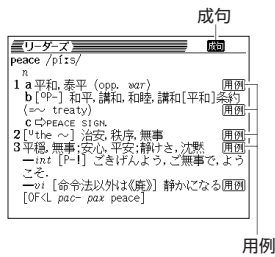 成句
リーダーズ 成句
peace /píːs/
n
1 a 平和, 泰平 (opp. war) 用例
b [ºP-] 和平, 講和, 和睦, 講和[平和]条約
(=～ treaty) 用例
c ⇨PEACE SIGN.
2 [ᵁthe ～] 治安, 秩序, 無事 用例
3 平穏, 無事;安心, 平安;静けさ, 沈黙 用例
―int [P-!] ごきげんよう, ご無事で, よう
こそ.
―vi [命令法以外は《廃》] 静かになる 用例
[OF<L pac- pax peace]
用例